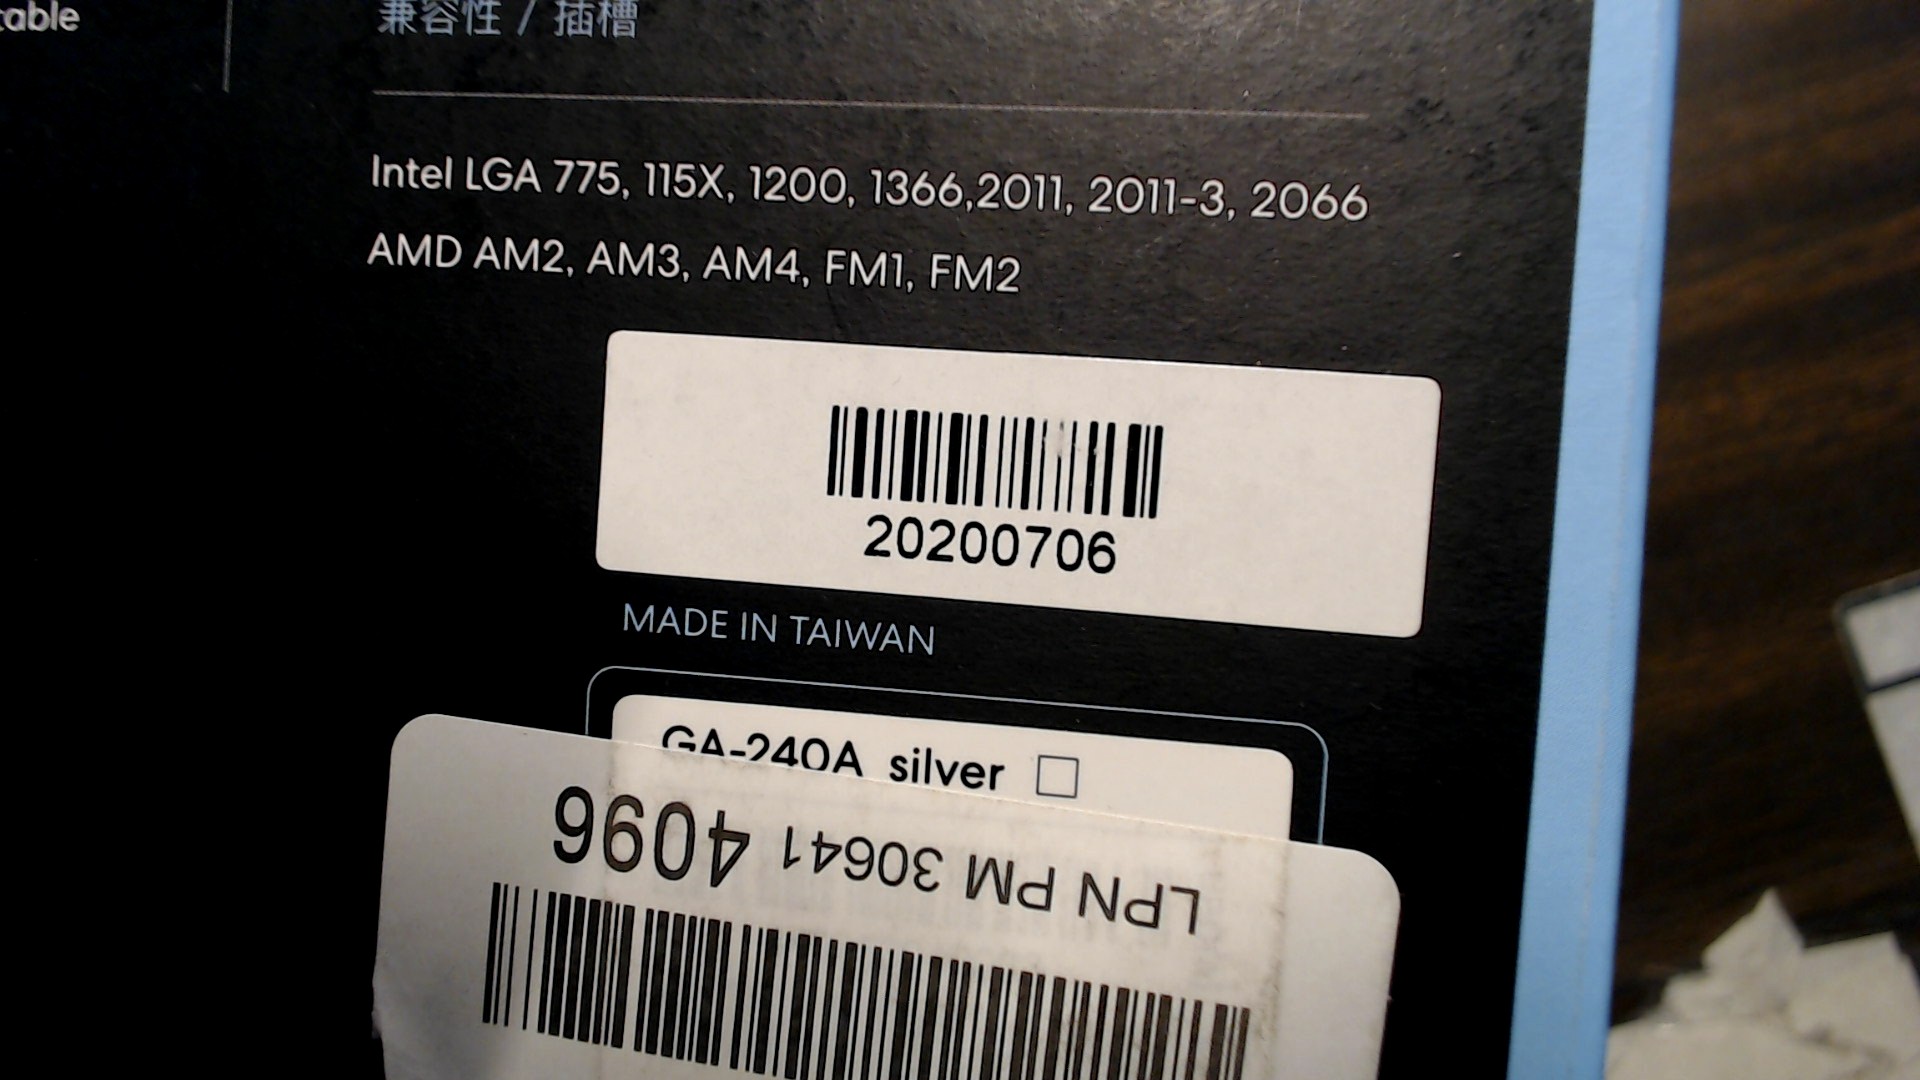 table
兼容性 / 插槽
Intel LGA 775, 115X, 1200, 1366,2011, 2011-3, 2066
AMD AM2, AM3, AM4, FM1, FM2
20200706
MADE IN TAIWAN
GA-240A silver
LPN PM 30641 4096